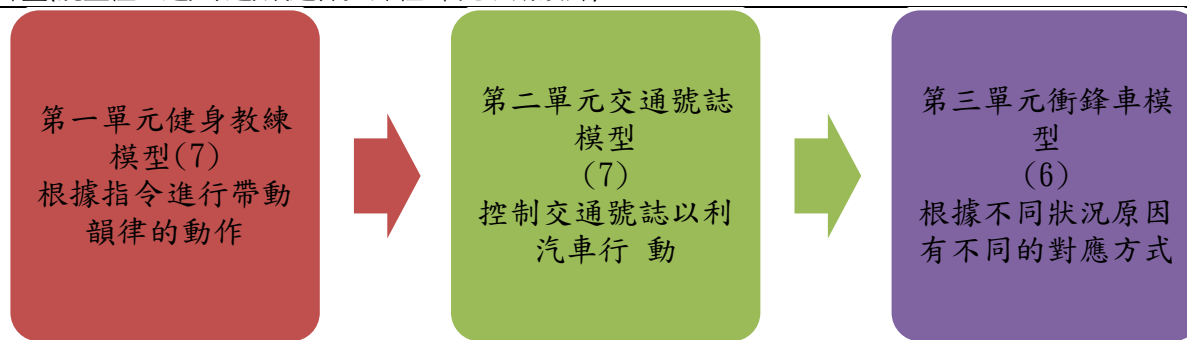 第一單元健身教練
模型(7)
根據指令進行帶動
韻律的動作
第二單元交通號誌
模型
(7)
控制交通號誌以利
汽車行 動
第三單元衝鋒車模
型
(6)
根據不同狀況原因
有不同的對應方式